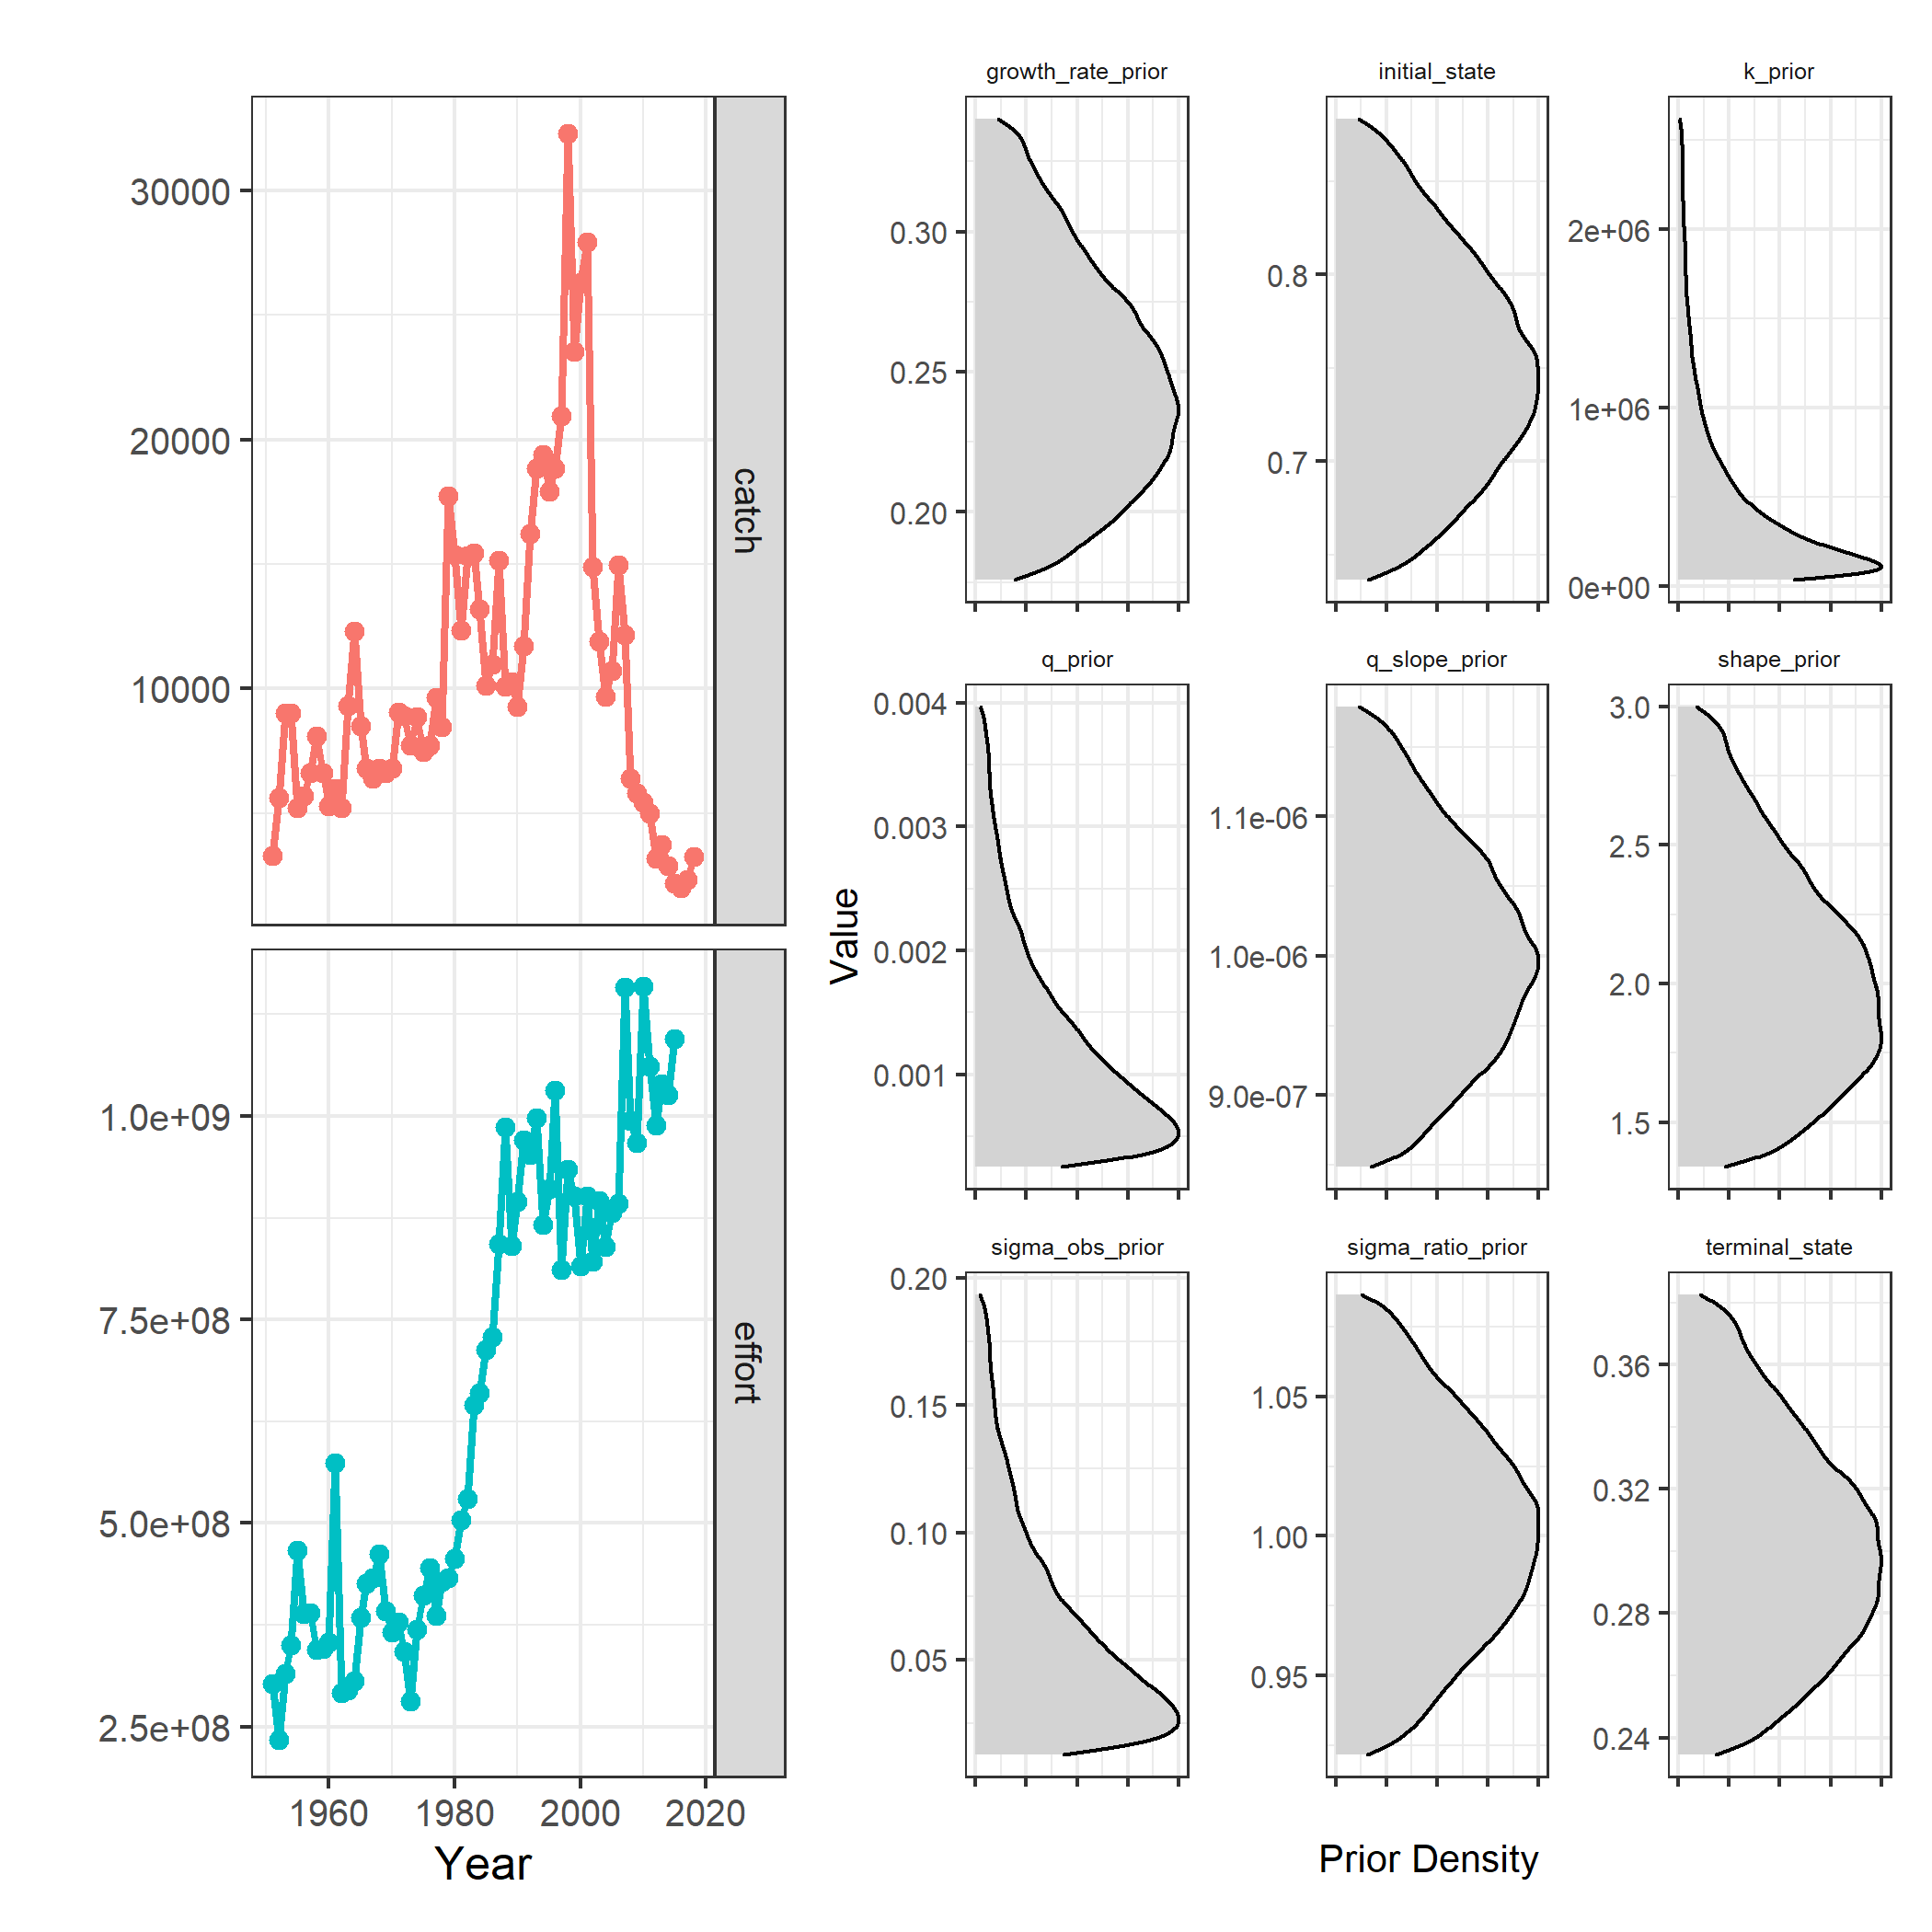 30000
20000
10000
catch
1.0e+09
7.5e+08
5.0e+08
2.5e+08
effort
1960 1980 2000 2020
Year
Value
growth_rate_prior
0.30
0.25
0.20
initial_state
0.8
0.7
k_prior
2e+06
1e+06
0e+00
q_prior
0.004
0.003
0.002
0.001
q_slope_prior
1.1e-06
1.0e-06
9.0e-07
shape_prior
3.0
2.5
2.0
1.5
sigma_obs_prior
0.20
0.15
0.10
0.05
sigma_ratio_prior
1.05
1.00
0.95
terminal_state
0.36
0.32
0.28
0.24
Prior Density